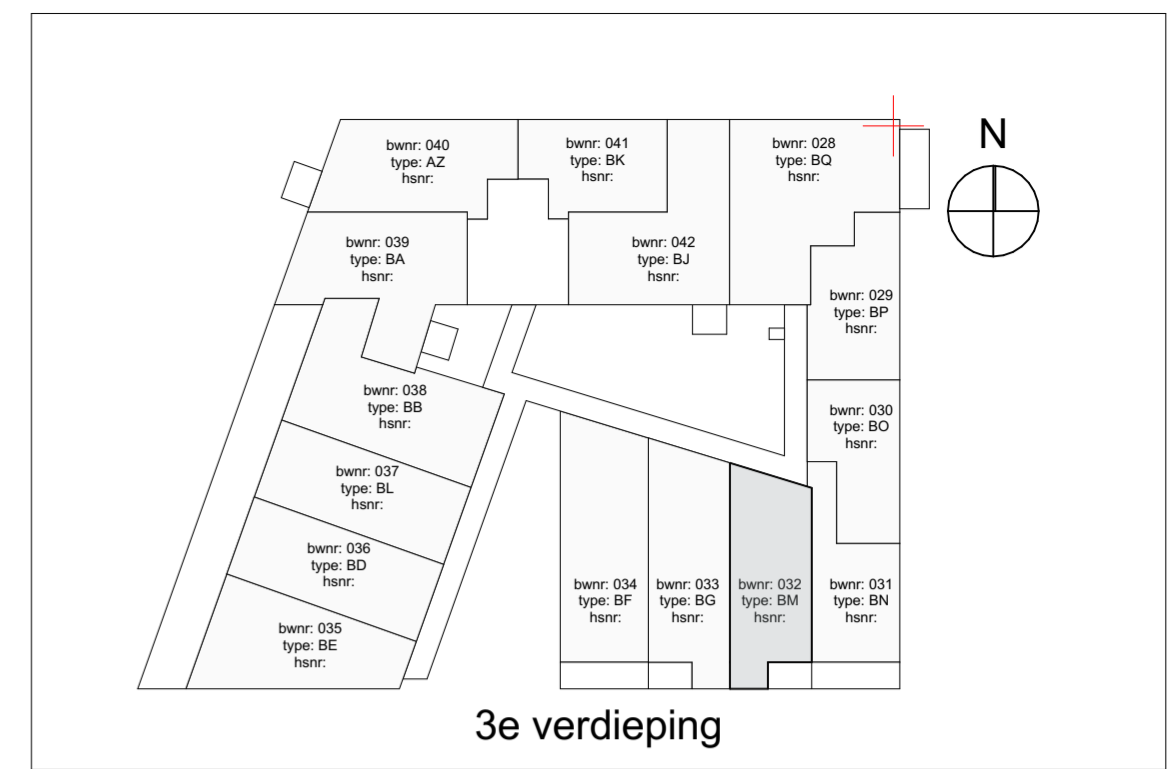 N
bwnr: 040
type: AZ
hsnr:
bwnr: 041
type: BK
hsnr:
bwnr: 028
type: BQ
hsnr:
bwnr: 039
type: BA
hsnr:
bwnr: 042
type: BJ
hsnr:
bwnr: 029
type: BP
hsnr:
bwnr: 038
type: BB
hsnr:
bwnr: 030
type: BO
hsnr:
bwnr: 037
type: BL
hsnr:
bwnr: 036
type: BD
hsnr:
bwnr: 034
type: BF
hsnr:
bwnr: 033
type: BG
hsnr:
bwnr: 032
type: BM
hsnr:
bwnr: 031
type: BN
hsnr:
bwnr: 035
type: BE
hsnr:
3e verdieping